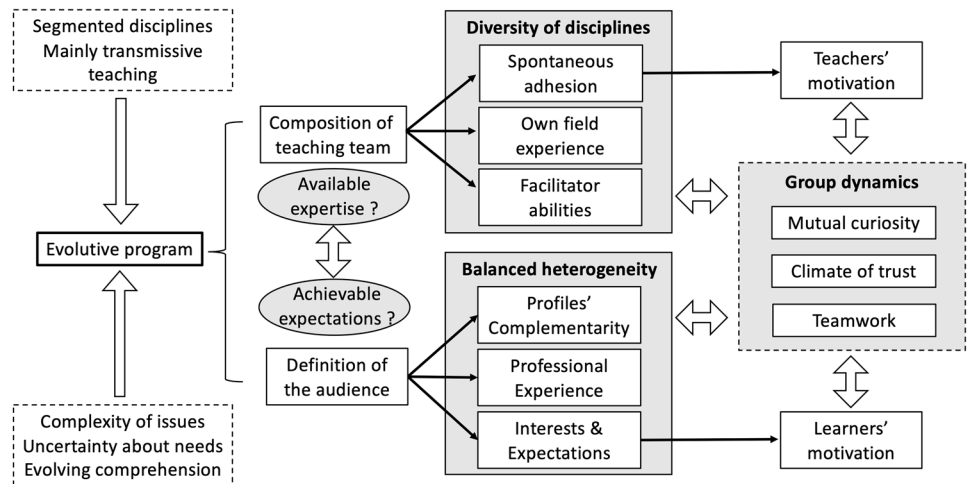 Segmented disciplines
Mainly transmissive
teaching
Evolutive program
Complexity of issues
Uncertainty about needs
Evolving comprehension
Composition of
teaching team
Available
expertise ?
Achievable
expectations ?
Definition of
the audience
Diversity of disciplines
Spontaneous
adhesion
Own field
experience
Facilitator
abilities
Balanced heterogeneity
Profiles’
Complementarity
Professional
Experience
Interests &
Expectations
Teachers’
motivation
Group dynamics
Mutual curiosity
Climate of trust
Teamwork
Learners’
motivation